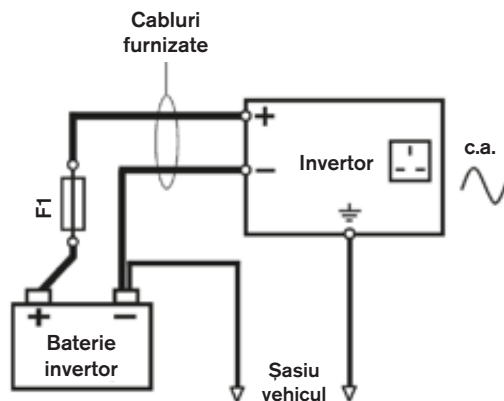 Cabluri
furnizate
+
Invertor
c.a.
−
F1
+ −
Baterie
invertor
Șasiu
vehicul